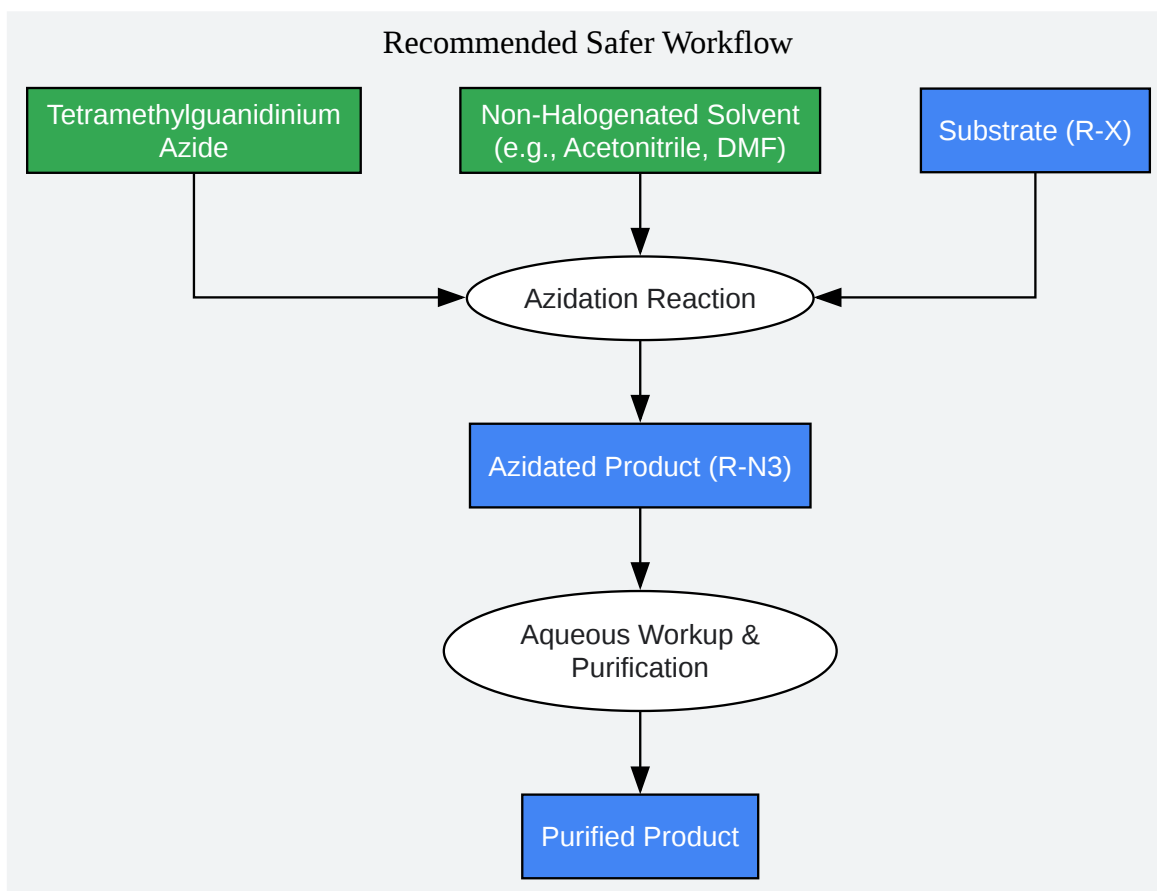 Recommended Safer Workflow
Tetramethylguanidinium
Azide
Non-Halogenated Solvent
(e.g., Acetonitrile, DMF)
Substrate (R-X)
Azidation Reaction
Azidated Product (R-N3)
Aqueous Workup &
Purification
Purified Product